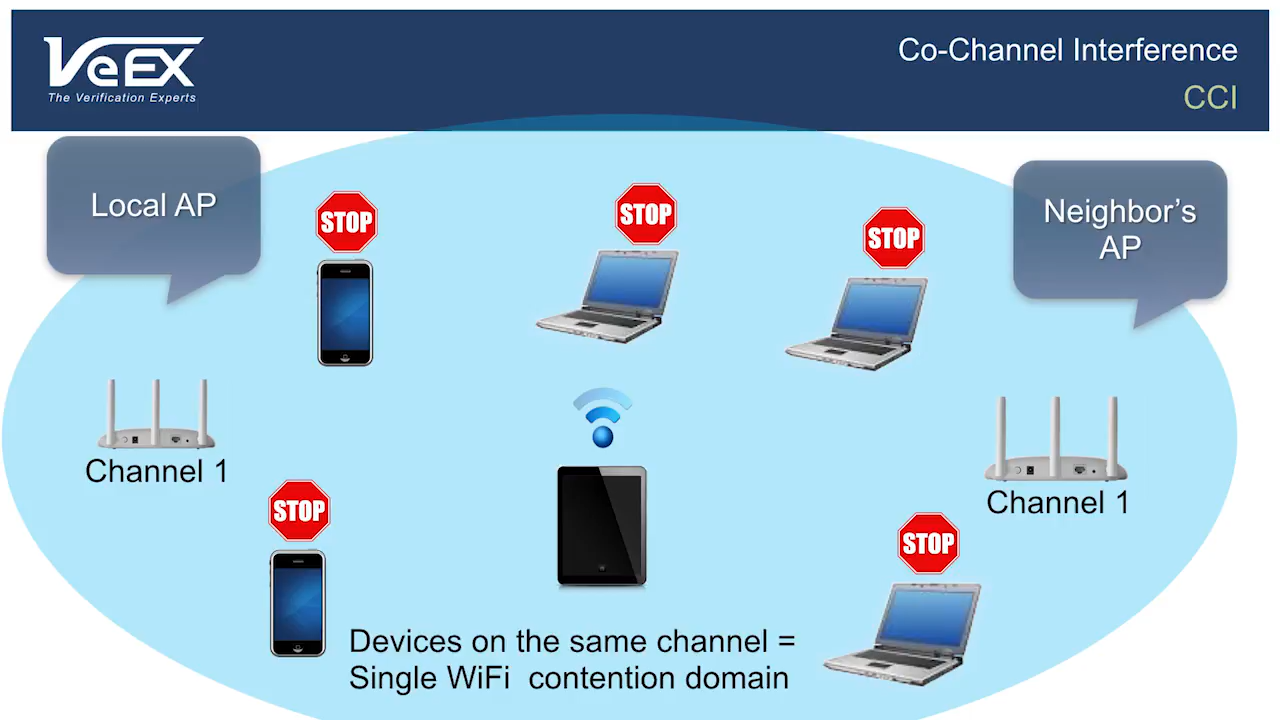 VeEX
The Verification Experts
Co-Channel Interference
CCI
Local AP
Neighbor's
AP
STOP
STOP
STOP
Channel 1
Channel 1
STOP
STOP
Devices on the same channel =
Single WiFi contention domain